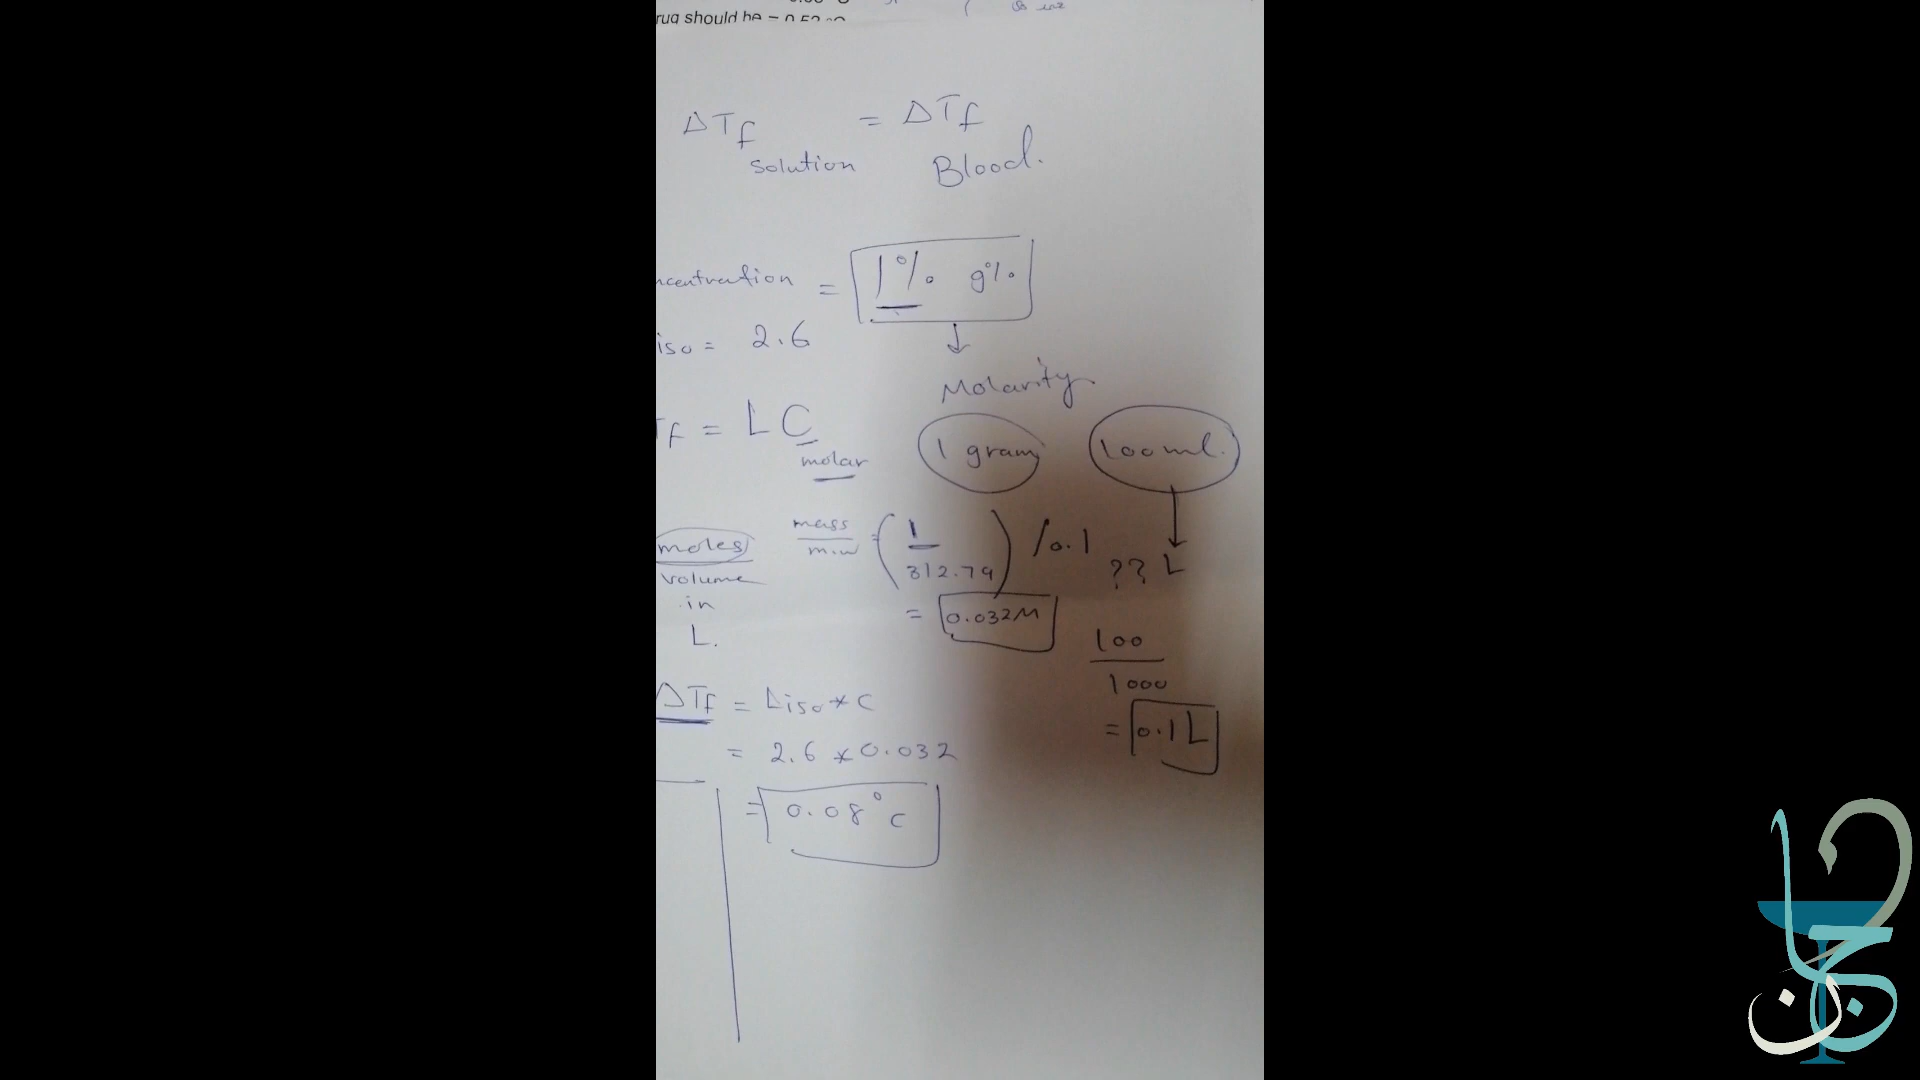 rug should be = 0.52 °C
ΔTf solution = ΔTf Blood.
ncentration = 1% g%
iso = 2.6
↓
Molarity
Tf = L C molar
1 gram 100 ml.
moles / volume in L.
mass / m.w = (1 / 312.79) / 0.1
?? L
= 0.032M
100 / 1000
= 0.1 L
ΔTf = Liso * C
= 2.6 * 0.032
= 0.08 °C